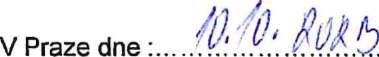 V Praze dne :.... 10.10. 2023